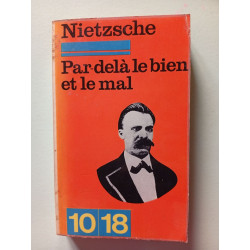 Nietzsche
Par-delà le bien
et le mal
10 18